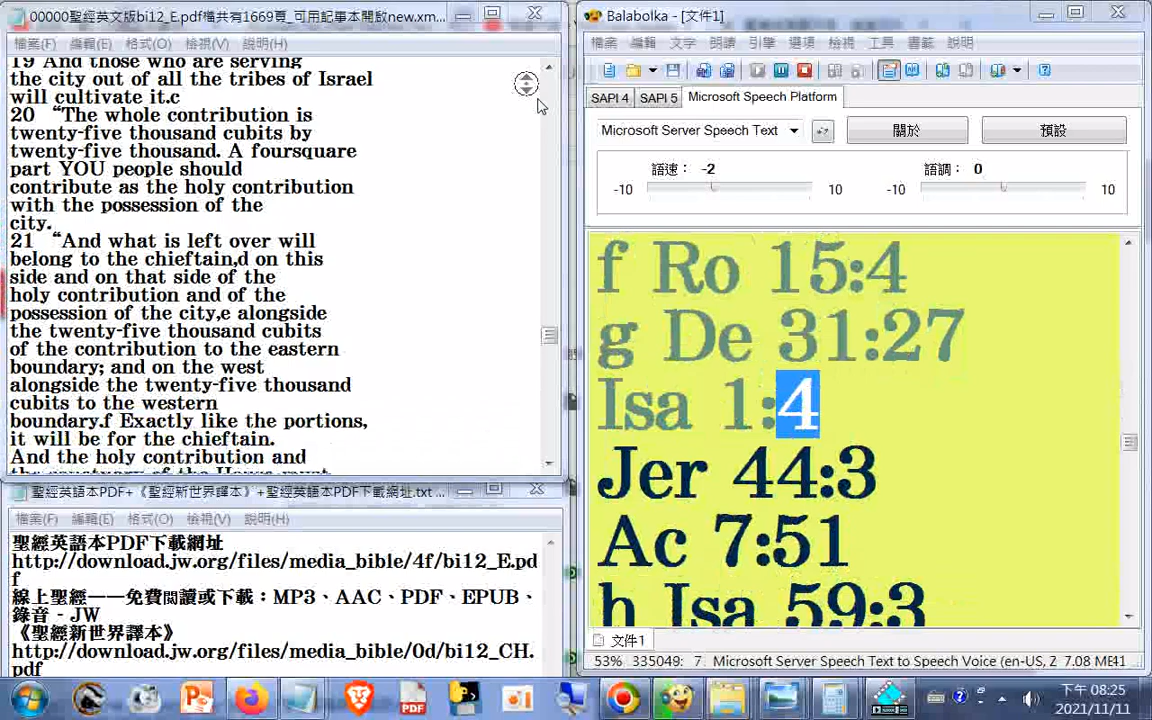 00000聖經英文版bi12_E.pdf檔共有1669頁_可用記事本開啟new.xm...
檔案(F) 編輯(E) 格式(O) 檢視(V) 說明(H)
19 And those who are serving
the city out of all the tribes of Israel
will cultivate it.c
20 “The whole contribution is
twenty-five thousand cubits by
twenty-five thousand. A foursquare
part YOU people should
contribute as the holy contribution
with the possession of the
city.
21 “And what is left over will
belong to the chieftain,d on this
side and on that side of the
holy contribution and of the
possession of the city,e alongside
the twenty-five thousand cubits
of the contribution to the eastern
boundary; and on the west
alongside the twenty-five thousand
cubits to the western
boundary.f Exactly like the portions,
it will be for the chieftain.
And the holy contribution and
the sanctuary of the House must
聖經英語本PDF+《聖經新世界譯本》+聖經英語本PDF下載網址.txt ...
檔案(F) 編輯(E) 格式(O) 檢視(V) 說明(H)
聖經英語本PDF下載網址
http://download.jw.org/files/media_bible/4f/bi12_E.pd
f
線上聖經——免費閱讀或下載：MP3、AAC、PDF、EPUB、
錄音 - JW
《聖經新世界譯本》
http://download.jw.org/files/media_bible/0d/bi12_CH.
pdf
Balabolka - [文件1]
檔案 編輯 文字 朗讀 引擎 選項 檢視 工具 書籤 說明
SAPI 4 SAPI 5 Microsoft Speech Platform
Microsoft Server Speech Text 關於 預設
語速： -2 語調： 0
-10 10 -10 10
f Ro 15:4
g De 31:27
Isa 1:4
Jer 44:3
Ac 7:51
h Isa 59:3
文件1
53% 335049: 7 Microsoft Server Speech Text to Speech Voice (en-US, 2 7.08 ME41
PDF
下午 08:25
2021/11/11